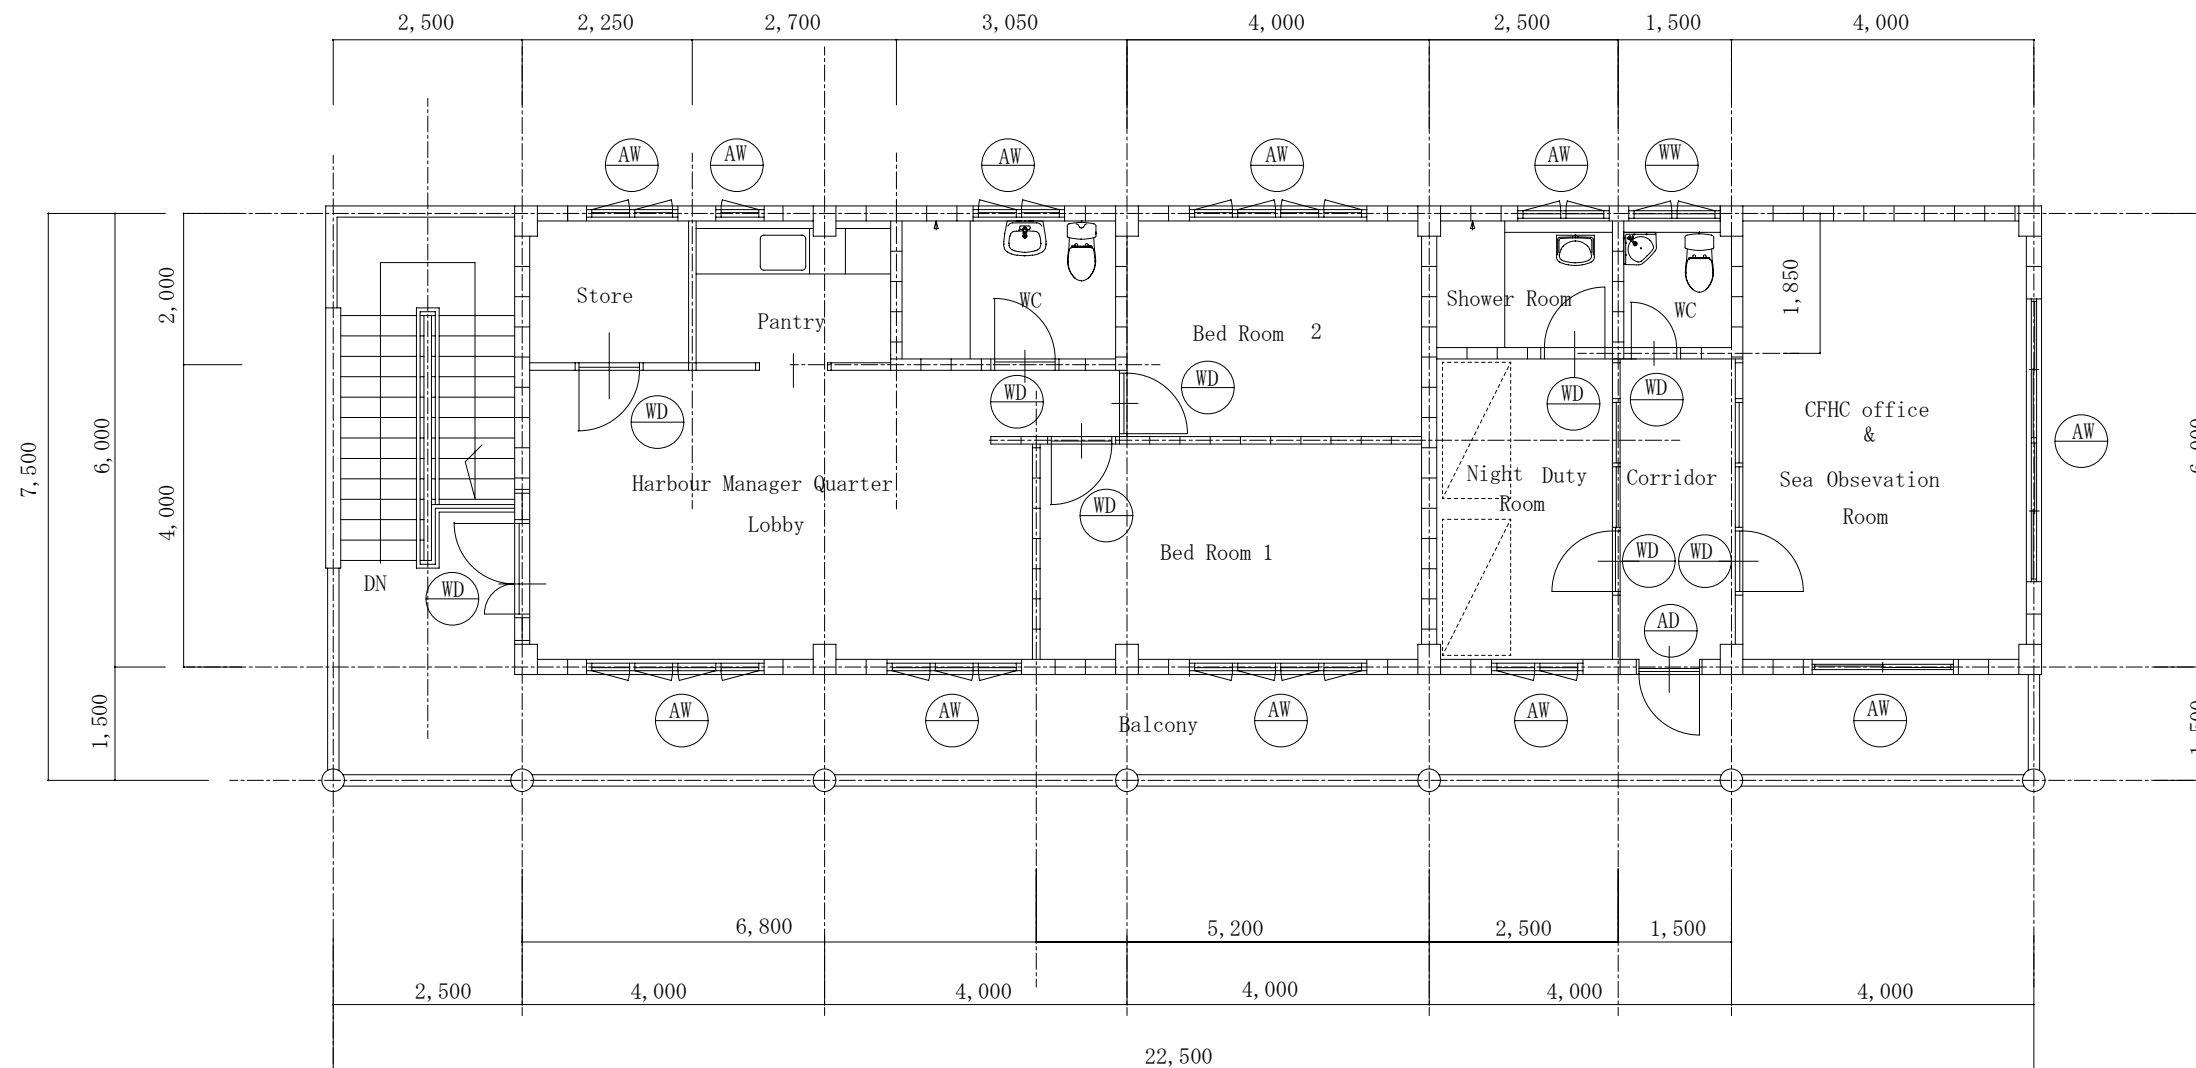 2,500 2,250 2,700 3,050 4,000 2,500 1,500 4,000
AW AW AW AW AW WW
2,000
1,850
Store
WC
Shower Room
WC
Pantry
Bed Room 2
WD
WD
WD
WD
WD
CFHC office
&
AW
7,500
6,000
6,000
Night Duty
Room
Corridor
Sea Obsevation
Room
Harbour Manager Quarter
Lobby
4,000
WD
Bed Room 1
WD WD
DN
WD
AD
1,500
AW AW Balcony AW AW AW
1,500
6,800 5,200 2,500 1,500
2,500 4,000 4,000 4,000 4,000 4,000
22,500